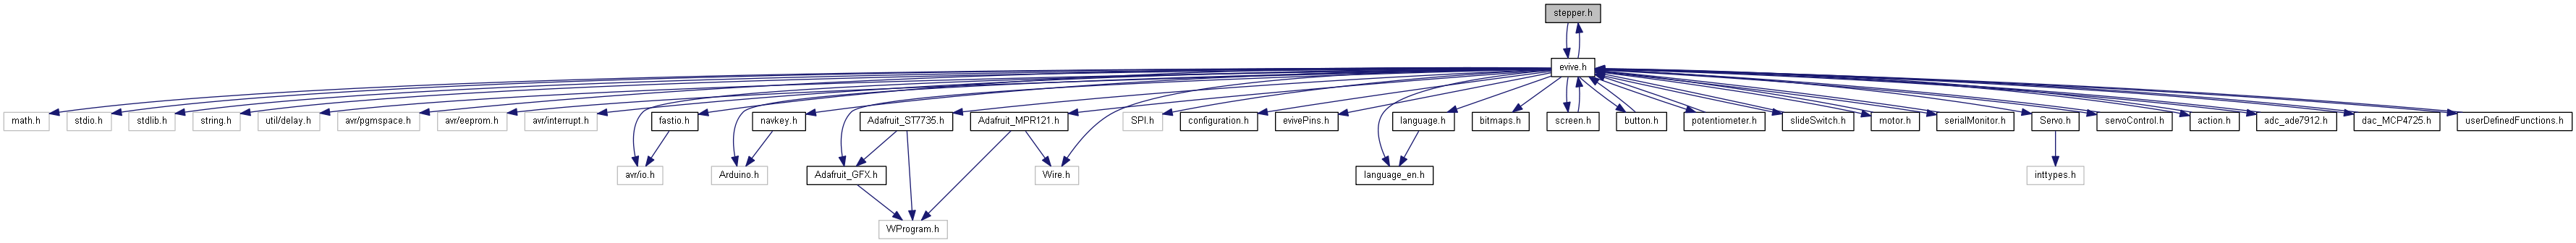 stepper.h
evive.h
math.h
stdio.h
stdlib.h
string.h
util/delay.h
avr/pgmspace.h
avr/eeprom.h
avr/interrupt.h
fastio.h
navkey.h
Adafruit_ST7735.h
Adafruit_MPR121.h
SPI.h
configuration.h
evivePins.h
language.h
bitmaps.h
screen.h
button.h
potentiometer.h
slideSwitch.h
motor.h
serialMonitor.h
Servo.h
servoControl.h
action.h
adc_ade7912.h
dac_MCP4725.h
userDefinedFunctions.h
avr/io.h
Arduino.h
Adafruit_GFX.h
Wire.h
language_en.h
inttypes.h
WProgram.h